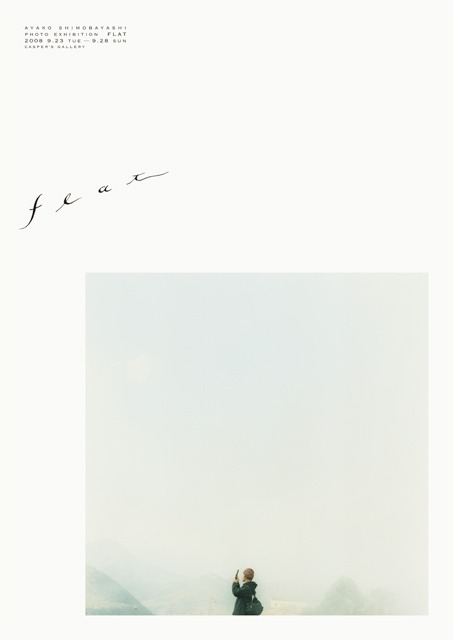 AYAKO SHIMOBAYASHI
PHOTO EXHIBITION FLAT
2008 9.23 TUE — 9.28 SUN
CASPER'S GALLERY
flat